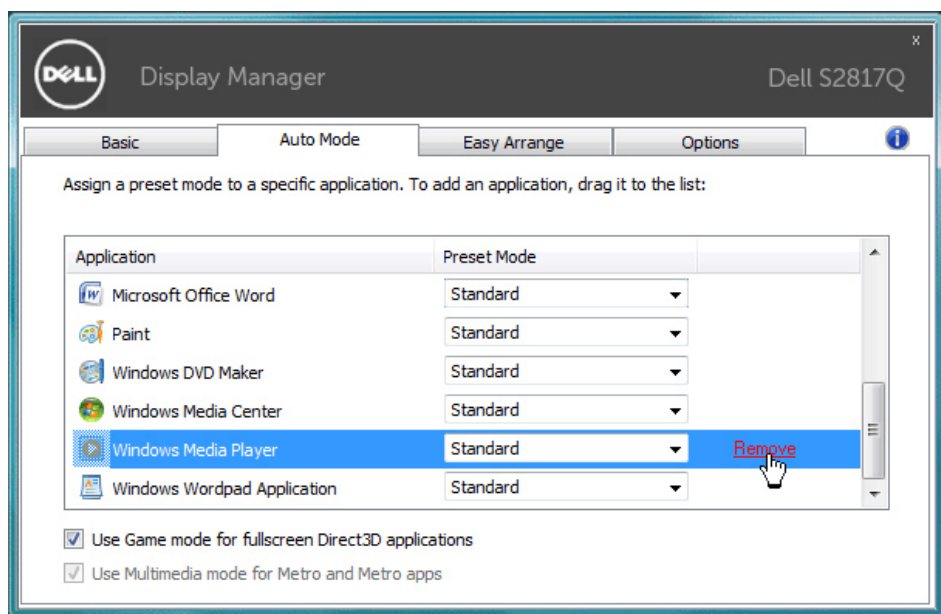 x
DELL Display Manager Dell S2817Q
Basic Auto Mode Easy Arrange Options i
Assign a preset mode to a specific application. To add an application, drag it to the list:
Application Preset Mode
Microsoft Office Word Standard
Paint Standard
Windows DVD Maker Standard
Windows Media Center Standard
Windows Media Player Standard Remove
Windows Wordpad Application Standard
Use Game mode for fullscreen Direct3D applications
Use Multimedia mode for Metro and Metro apps